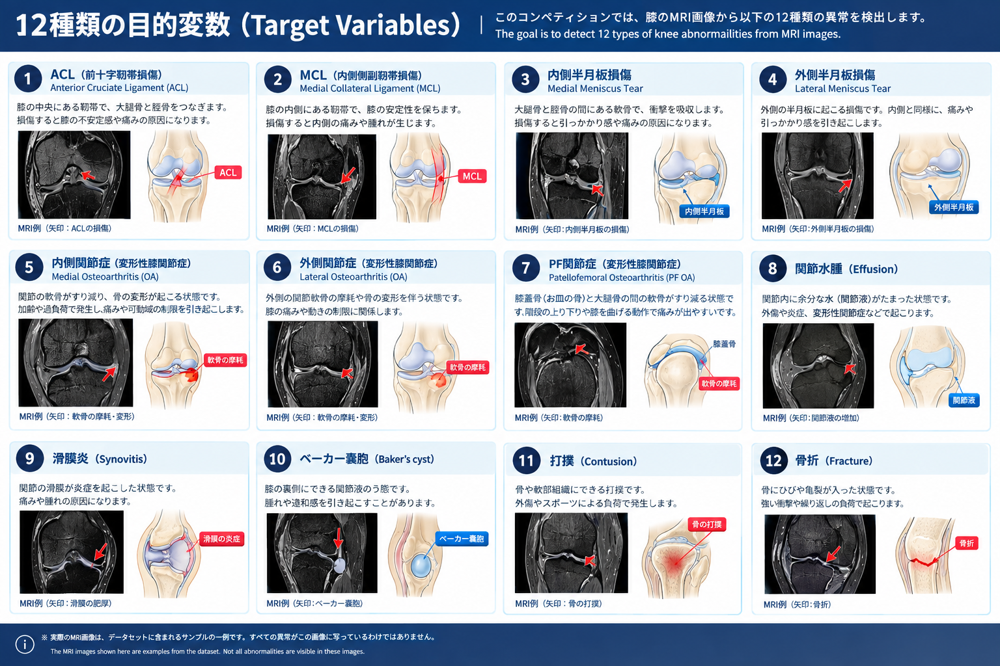 12種類の目的変数（Target Variables）
このコンペティションでは、膝のMRI画像から以下の12種類の異常を検出します。
The goal is to detect 12 types of knee abnormailities from MRI images.
1
ACL（前十字靭帯損傷）
Anterior Cruciate Ligament (ACL)
膝の中央にある靭帯で、大腿骨と脛骨をつなぎます。
損傷すると膝の不安定感や痛みの原因になります。
ACL
MRI例（矢印：ACLの損傷）
2
MCL（内側側副靭帯損傷）
Medial Collateral Ligament (MCL)
膝の内側にある靭帯で、膝の安定性を保ちます。
損傷すると内側の痛みや腫れが生じます。
MCL
MRI例（矢印：MCLの損傷）
3
内側半月板損傷
Medial Meniscus Tear
大腿骨と脛骨の間にある軟骨で、衝撃を吸収します。
損傷すると引っかかり感や痛みの原因になります。
内側半月板
MRI例（矢印：内側半月板の損傷）
4
外側半月板損傷
Lateral Meniscus Tear
外側の半月板に起こる損傷です。内側と同様に、痛みや
引っかかり感を引き起こします。
外側半月板
MRI例（矢印：外側半月板の損傷）
5
内側関節症（変形性膝関節症）
Medial Osteoarthritis (OA)
関節の軟骨がすり減り、骨の変形が起こる状態です。
加齢や過負荷で発生し、痛みや可動域の制限を引き起こします。
軟骨の摩耗
MRI例（矢印：軟骨の摩耗・変形）
6
外側関節症（変形性膝関節症）
Lateral Osteoarthritis (OA)
外側の関節軟骨の摩耗や骨の変形を伴う状態です。
膝の痛みや動きの制限に関係します。
軟骨の摩耗
MRI例（矢印：軟骨の摩耗・変形）
7
PF関節症（変形性膝関節症）
Patellofemoral Osteoarthritis (PF OA)
膝蓋骨（お皿の骨）と大腿骨の間の軟骨がすり減る状態で
す。階段の上り下りや膝を曲げる動作で痛みが出やすいです。
膝蓋骨
軟骨の摩耗
MRI例（矢印：軟骨の摩耗）
8
関節水腫（Effusion）
関節内に余分な水（関節液）がたまった状態です。
外傷や炎症、変形性関節症などで起こります。
関節液
MRI例（矢印：関節液の増加）
9
滑膜炎（Synovitis）
関節の滑膜が炎症を起こした状態です。
痛みや腫れの原因になります。
滑膜の炎症
MRI例（矢印：滑膜の肥厚）
10
ベーカー嚢胞（Baker's cyst）
膝の裏側にできる関節液のう態です。
腫れや違和感を引き起こすことがあります。
ベーカー嚢胞
MRI例（矢印：ベーカー嚢胞）
11
打撲（Contusion）
骨や軟部組織にできる打撲です。
外傷やスポーツによる負荷で発生します。
骨の打撲
MRI例（矢印：骨の打撲）
12
骨折（Fracture）
骨にひびや亀裂が入った状態です。
強い衝撃や繰り返しの負荷で起こります。
骨折
MRI例（矢印：骨折）
※ 実際のMRI画像は、データセットに含まれるサンプルの一例です。すべての異常がこの画像に写っているわけではありません。
The MRI images shown here are examples from the dataset. Not all abnormalities are visible in these images.